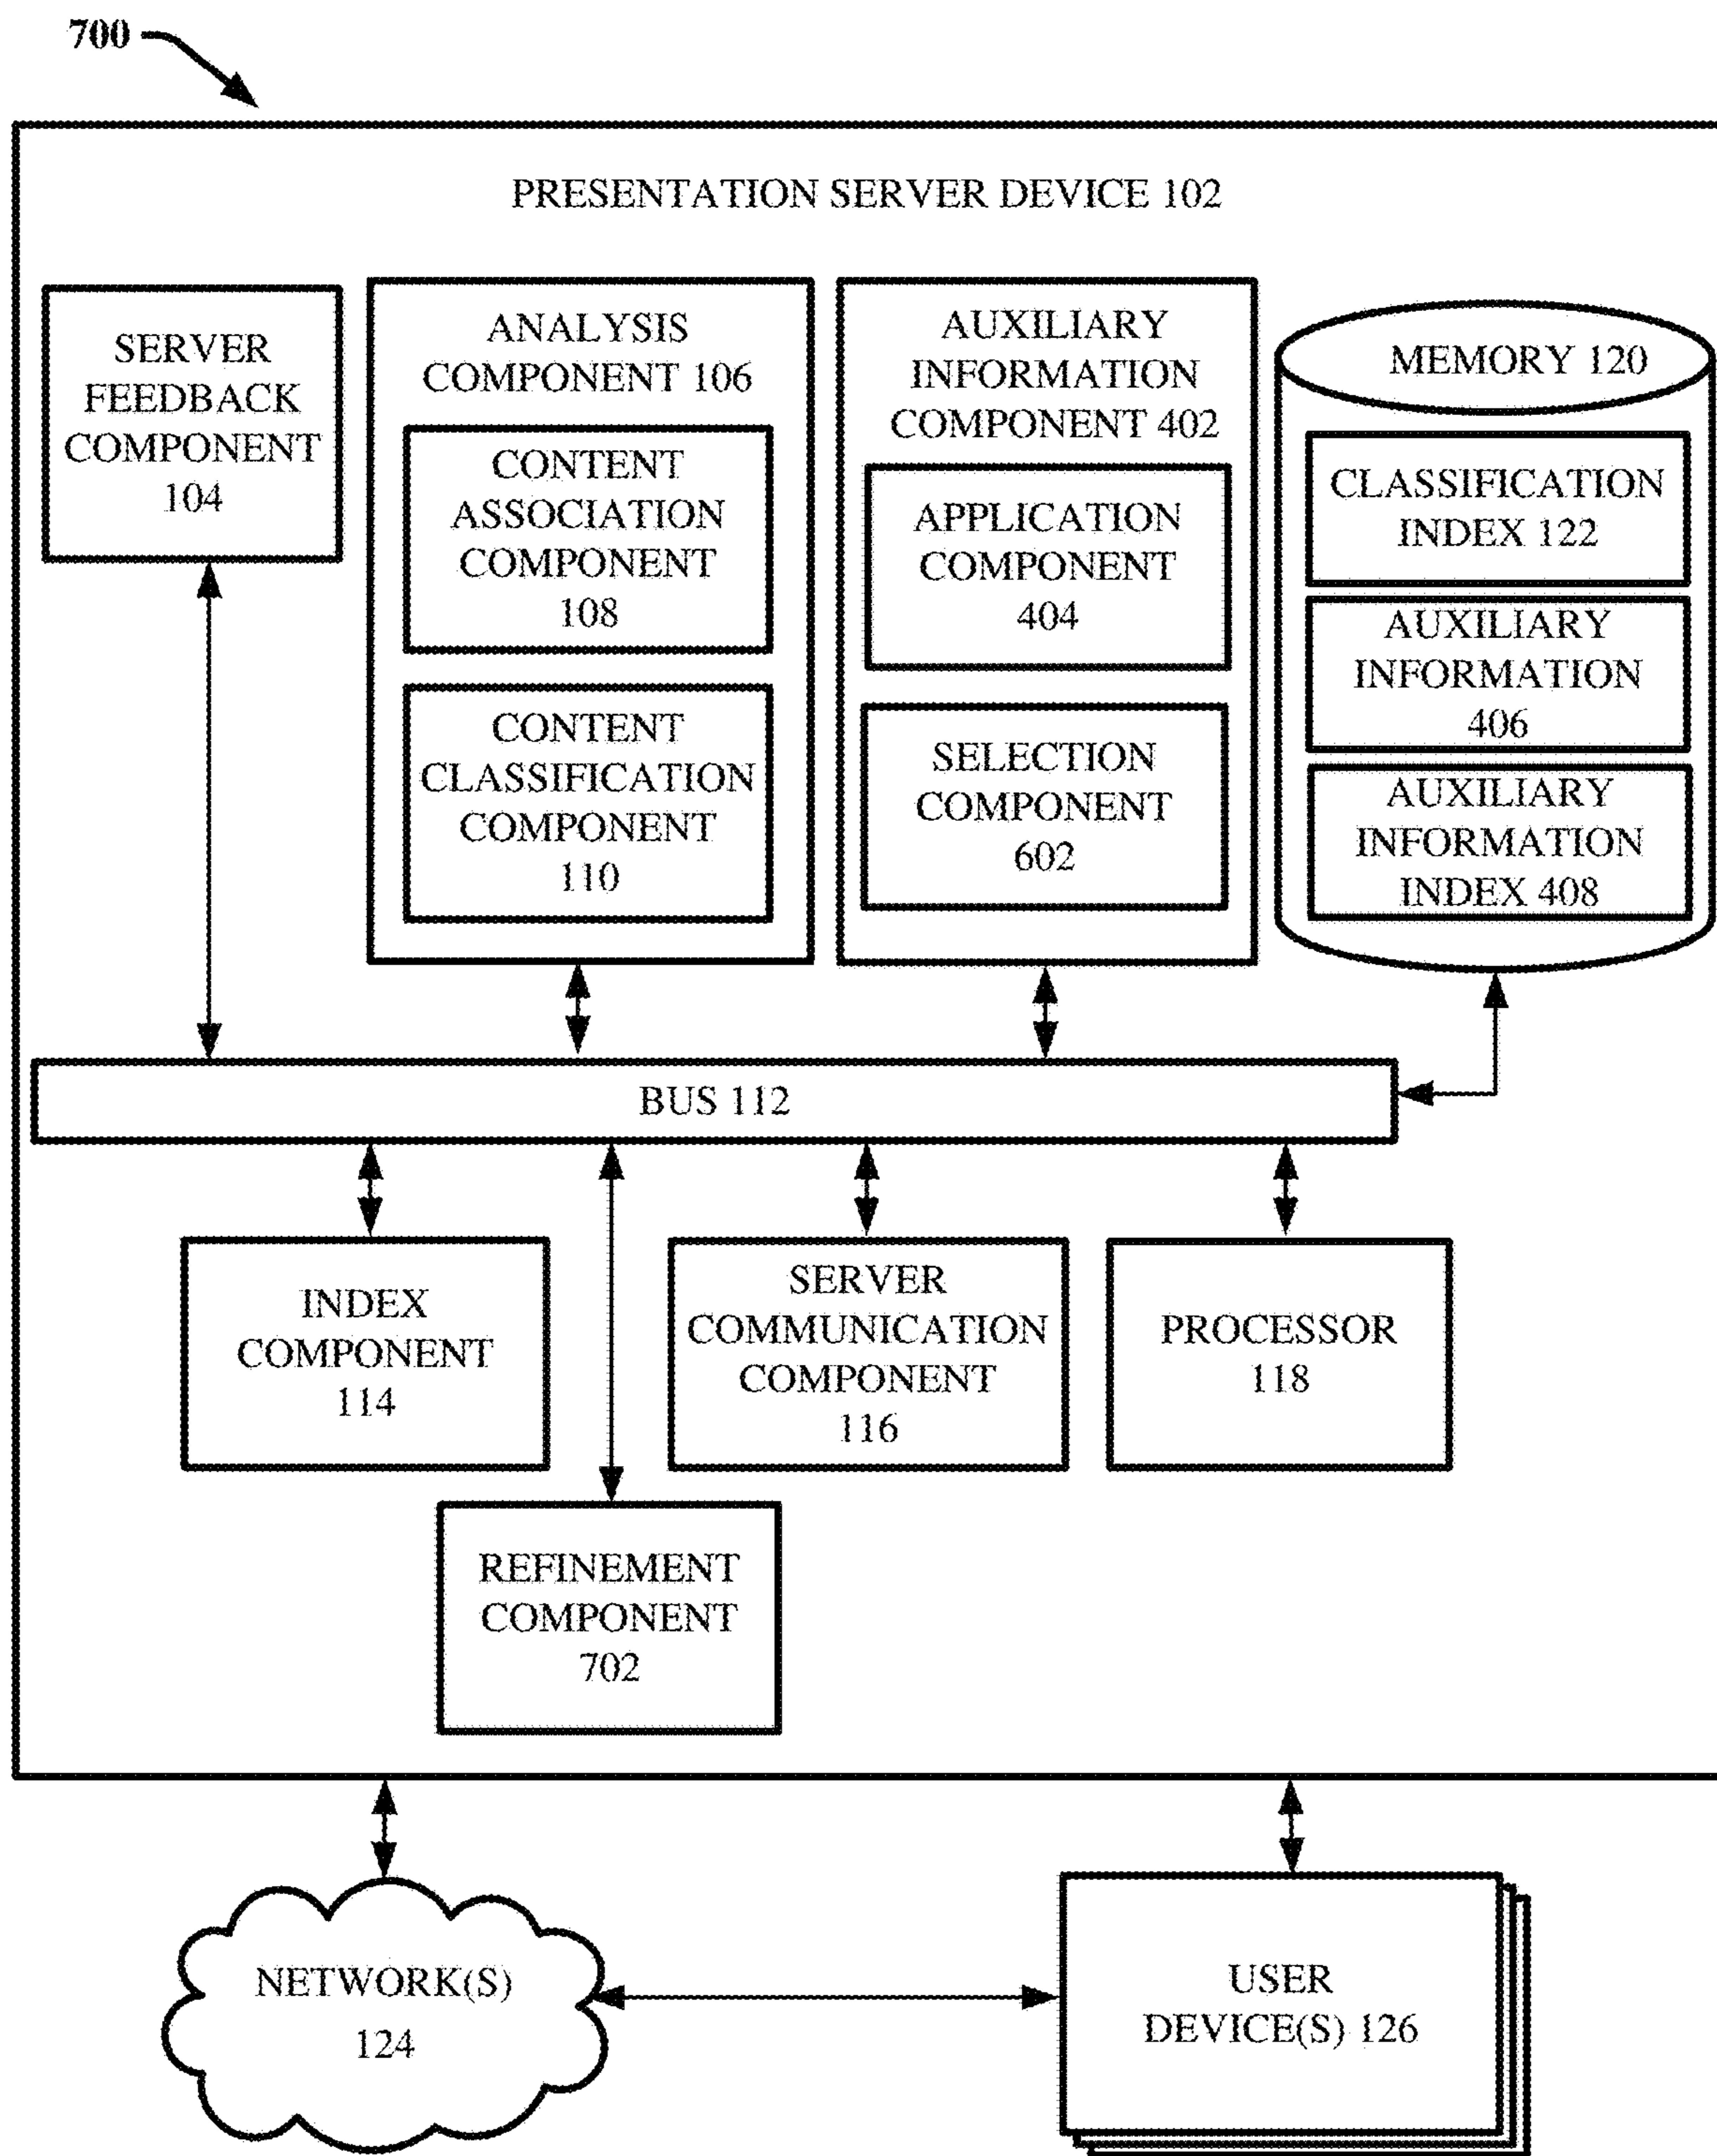 700
PRESENTATION SERVER DEVICE 102
SERVER
FEEDBACK
COMPONENT
104
ANALYSIS
COMPONENT 106
CONTENT
ASSOCIATION
COMPONENT
108
CONTENT
CLASSIFICATION
COMPONENT
110
AUXILIARY
INFORMATION
COMPONENT 402
APPLICATION
COMPONENT
404
SELECTION
COMPONENT
602
MEMORY 120
CLASSIFICATION
INDEX 122
AUXILIARY
INFORMATION
406
AUXILIARY
INFORMATION
INDEX 408
BUS 112
INDEX
COMPONENT
114
SERVER
COMMUNICATION
COMPONENT
116
PROCESSOR
118
REFINEMENT
COMPONENT
702
NETWORK(S)
124
USER
DEVICE(S) 126